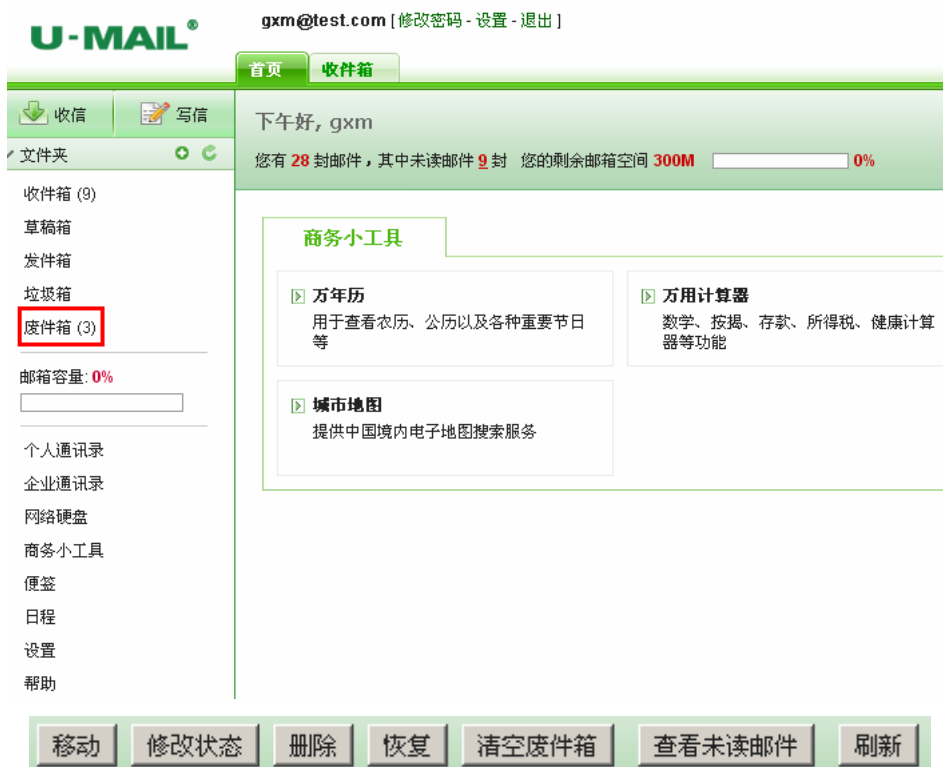 U-MAIL®
gxm@test.com [修改密码 - 设置 - 退出 ]
首页 收件箱
收信 写信
文件夹
收件箱 (9)
草稿箱
发件箱
垃圾箱
废件箱 (3)
邮箱容量: 0%
个人通讯录
企业通讯录
网络硬盘
商务小工具
便签
日程
设置
帮助
下午好, gxm
您有 28 封邮件，其中未读邮件 9 封 您的剩余邮箱空间 300M 0%
商务小工具
万年历
用于查看农历、公历以及各种重要节日
等
万用计算器
数学、按揭、存款、所得税、健康计算
器等功能
城市地图
提供中国境内电子地图搜索服务
移动 修改状态 删除 恢复 清空废件箱 查看未读邮件 刷新